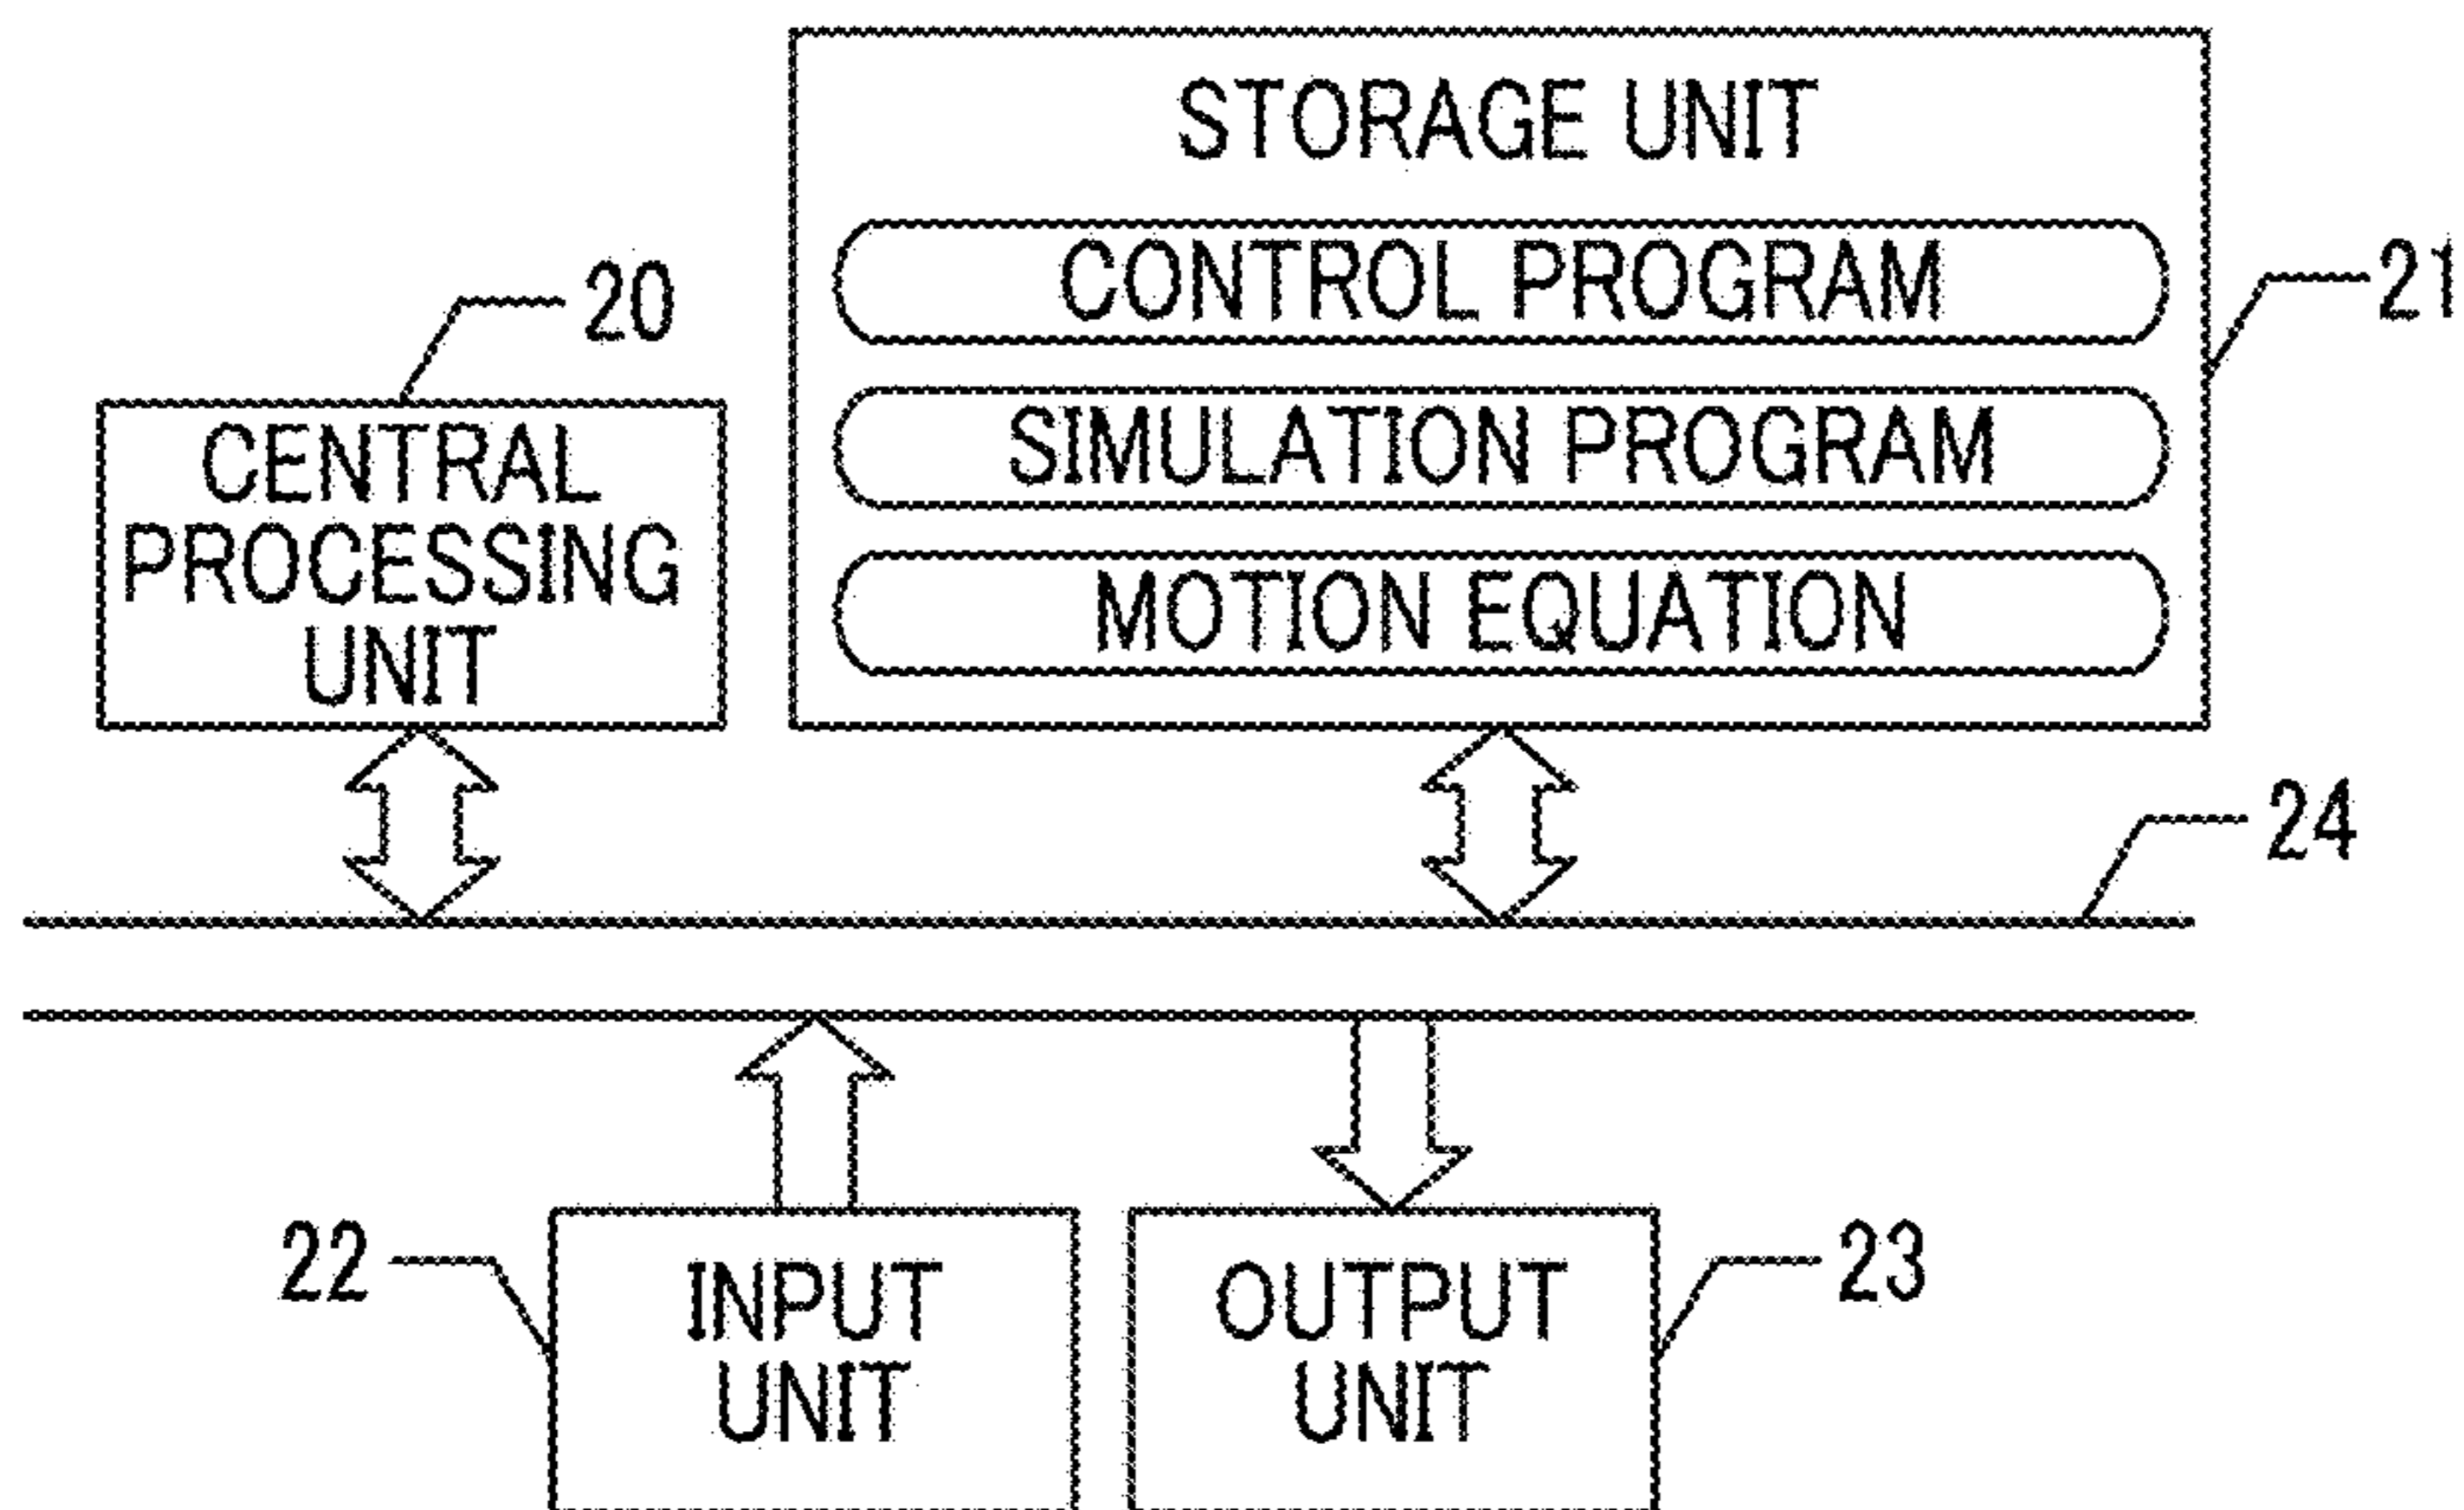 STORAGE UNIT
CONTROL PROGRAM
21
20
SIMULATION PROGRAM
CENTRAL
PROCESSING
UNIT
MOTION EQUATION
24
22
INPUT
UNIT
OUTPUT
UNIT
23